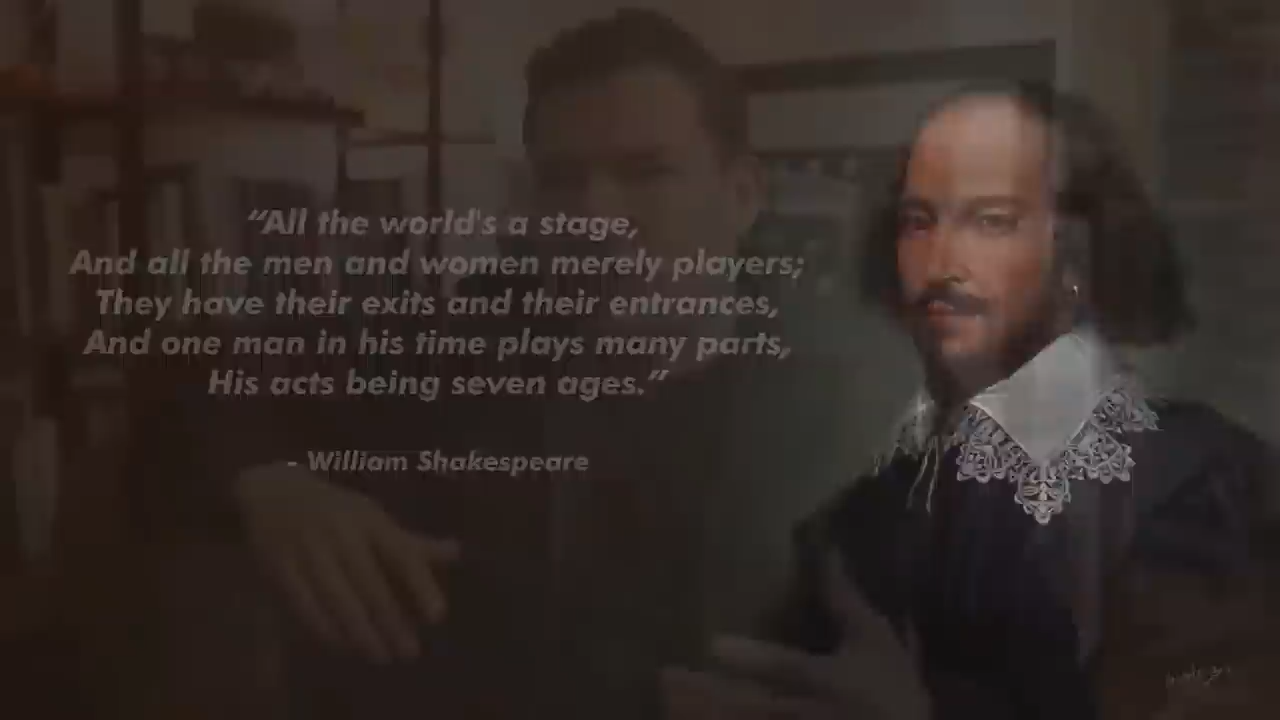 “All the world's a stage,
And all the men and women merely players;
They have their exits and their entrances,
And one man in his time plays many parts,
His acts being seven ages.”
- William Shakespeare